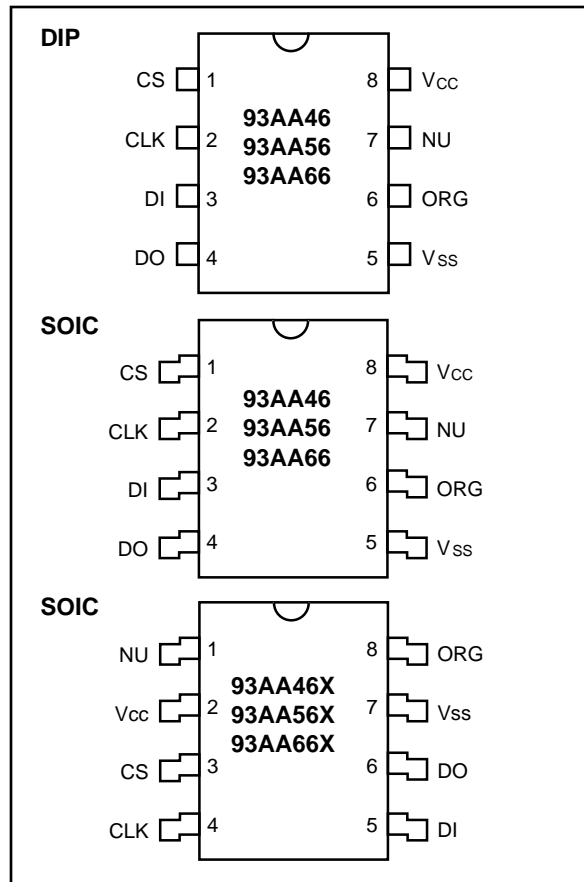 DIP
CS 1 8 VCC
93AA46
CLK 2 7 NU
93AA56
93AA66
DI 3 6 ORG
DO 4 5 VSS
SOIC
CS 1 8 VCC
93AA46
CLK 2 7 NU
93AA56
93AA66
DI 3 6 ORG
DO 4 5 VSS
SOIC
NU 1 8 ORG
93AA46X
Vcc 2 7 Vss
93AA56X
93AA66X
CS 3 6 DO
CLK 4 5 DI